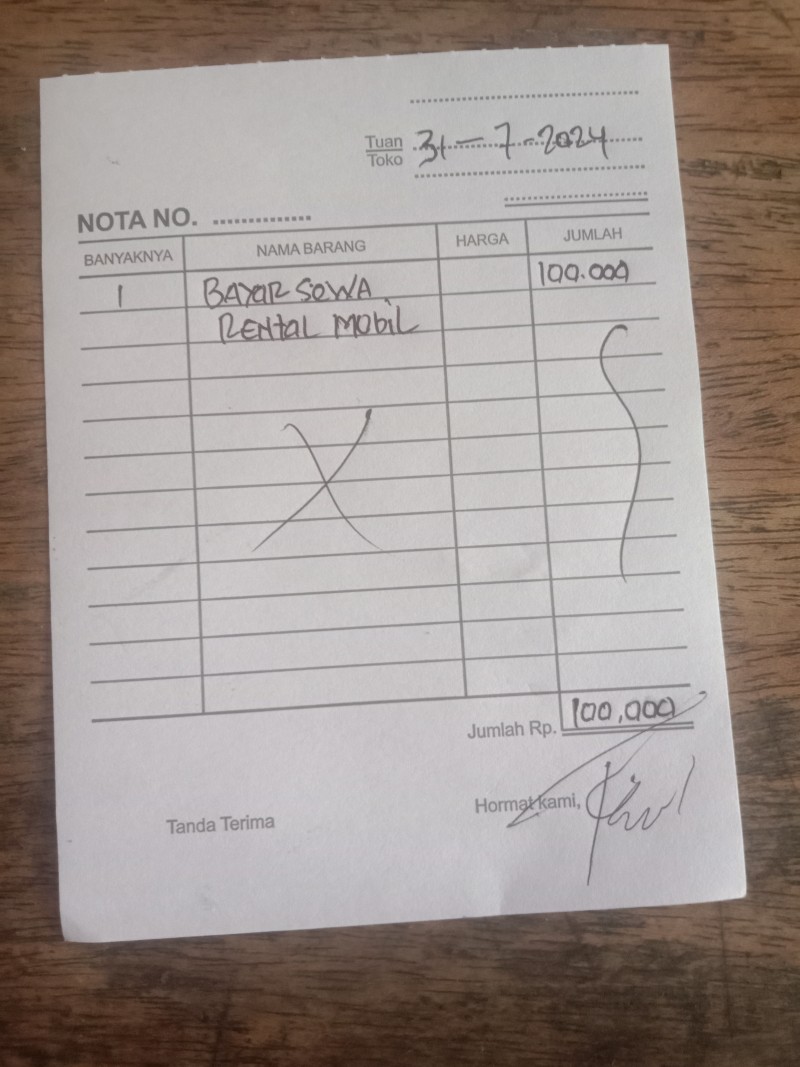 Tuan
Toko
31-7-2024
NOTA NO.
BANYAKNYA NAMA BARANG HARGA JUMLAH
1 BAYAR SEWA 100.000
RENtal MObiL
Jumlah Rp. 100,000
Tanda Terima Hormat kami,